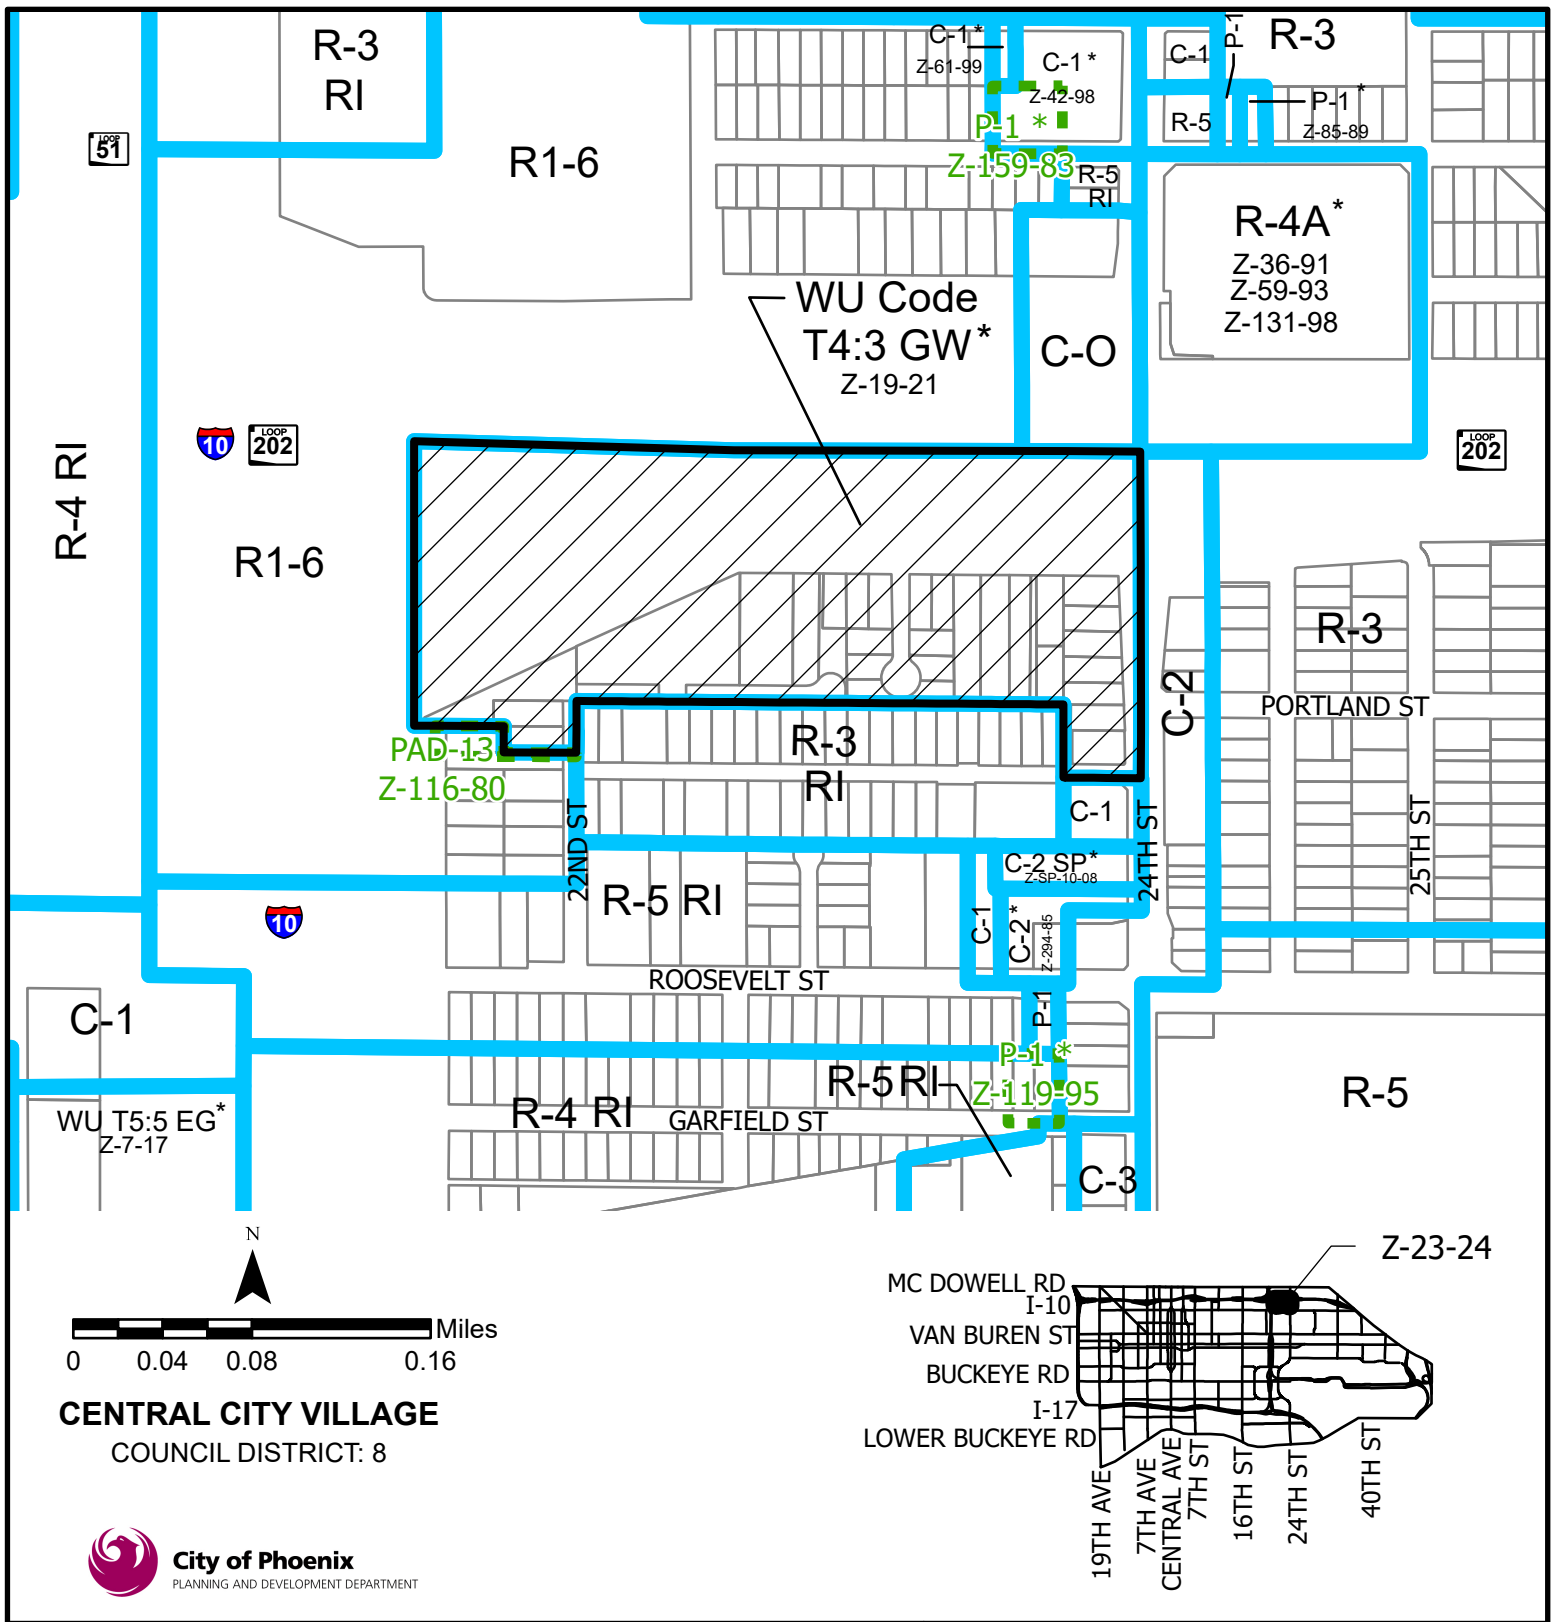 R-3
RI
C-1*
Z-61-99
C-1*
Z-42-98
P-1 *
Z-159-83
C-1
P-1
R-3
R-5
P-1*
Z-85-89
LOOP
51
R1-6
R-5
RI
R-4A*
Z-36-91
Z-59-93
Z-131-98
WU Code
T4:3 GW*
Z-19-21
C-O
R-4 RI
10
LOOP
202
LOOP
202
R1-6
R-3
C-2
PORTLAND ST
PAD-13
Z-116-80
R-3
RI
C-1
22ND ST
24TH ST
25TH ST
C-2 SP*
Z-SP-10-08
R-5 RI
C-1
C-2*
Z-294-85
10
ROOSEVELT ST
C-1
P-1
P-1 *
Z-119-95
R-5 RI
R-5
WU T5:5 EG*
Z-7-17
R-4 RI
GARFIELD ST
C-3
N
Miles
0 0.04 0.08 0.16
CENTRAL CITY VILLAGE
COUNCIL DISTRICT: 8
City of Phoenix
PLANNING AND DEVELOPMENT DEPARTMENT
Z-23-24
MC DOWELL RD
I-10
VAN BUREN ST
BUCKEYE RD
I-17
LOWER BUCKEYE RD
19TH AVE
7TH AVE
CENTRAL AVE
7TH ST
16TH ST
24TH ST
40TH ST